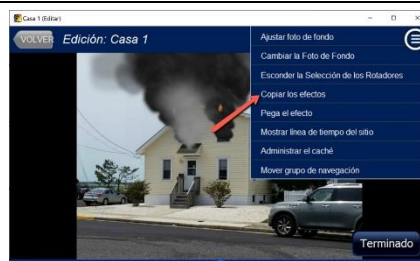 Casa 1 (Editar)
VOLVER
Edición: Casa 1
Ajustar foto de fondo
Cambiar la Foto de Fondo
Esconder la Selección de los Rotadores
Copiar los efectos
Pega el efecto
Mostrar línea de tiempo del sitio
Administrar el caché
Mover grupo de navegación
Terminado